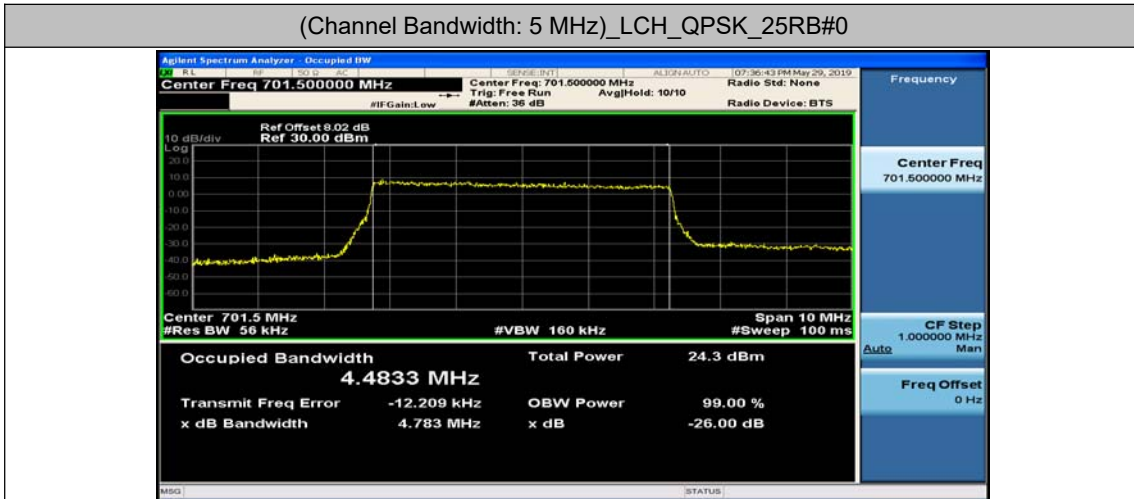 (Channel Bandwidth: 5 MHz)_LCH_QPSK_25RB#0
Agilent Spectrum Analyzer - Occupied BW
RL RF 50 Ω AC SENSE:INT ALIGN AUTO 07:36:43 PM May 29, 2019
Center Freq 701.500000 MHz
Center Freq: 701.500000 MHz
Radio Std: None
Trig: Free Run Avg|Hold: 10/10
#IFGain:Low
#Atten: 36 dB
Radio Device: BTS
Ref Offset 8.02 dB
10 dB/div Ref 30.00 dBm
Log
20.0
10.0
0.00
-10.0
-20.0
-30.0
-40.0
-50.0
-60.0
Center 701.5 MHz Span 10 MHz
#Res BW 56 kHz #VBW 160 kHz #Sweep 100 ms
Occupied Bandwidth Total Power 24.3 dBm
4.4833 MHz
Transmit Freq Error -12.209 kHz OBW Power 99.00 %
x dB Bandwidth 4.783 MHz x dB -26.00 dB
MSG STATUS
Frequency
Center Freq
701.500000 MHz
CF Step
1.000000 MHz
Auto Man
Freq Offset
0 Hz